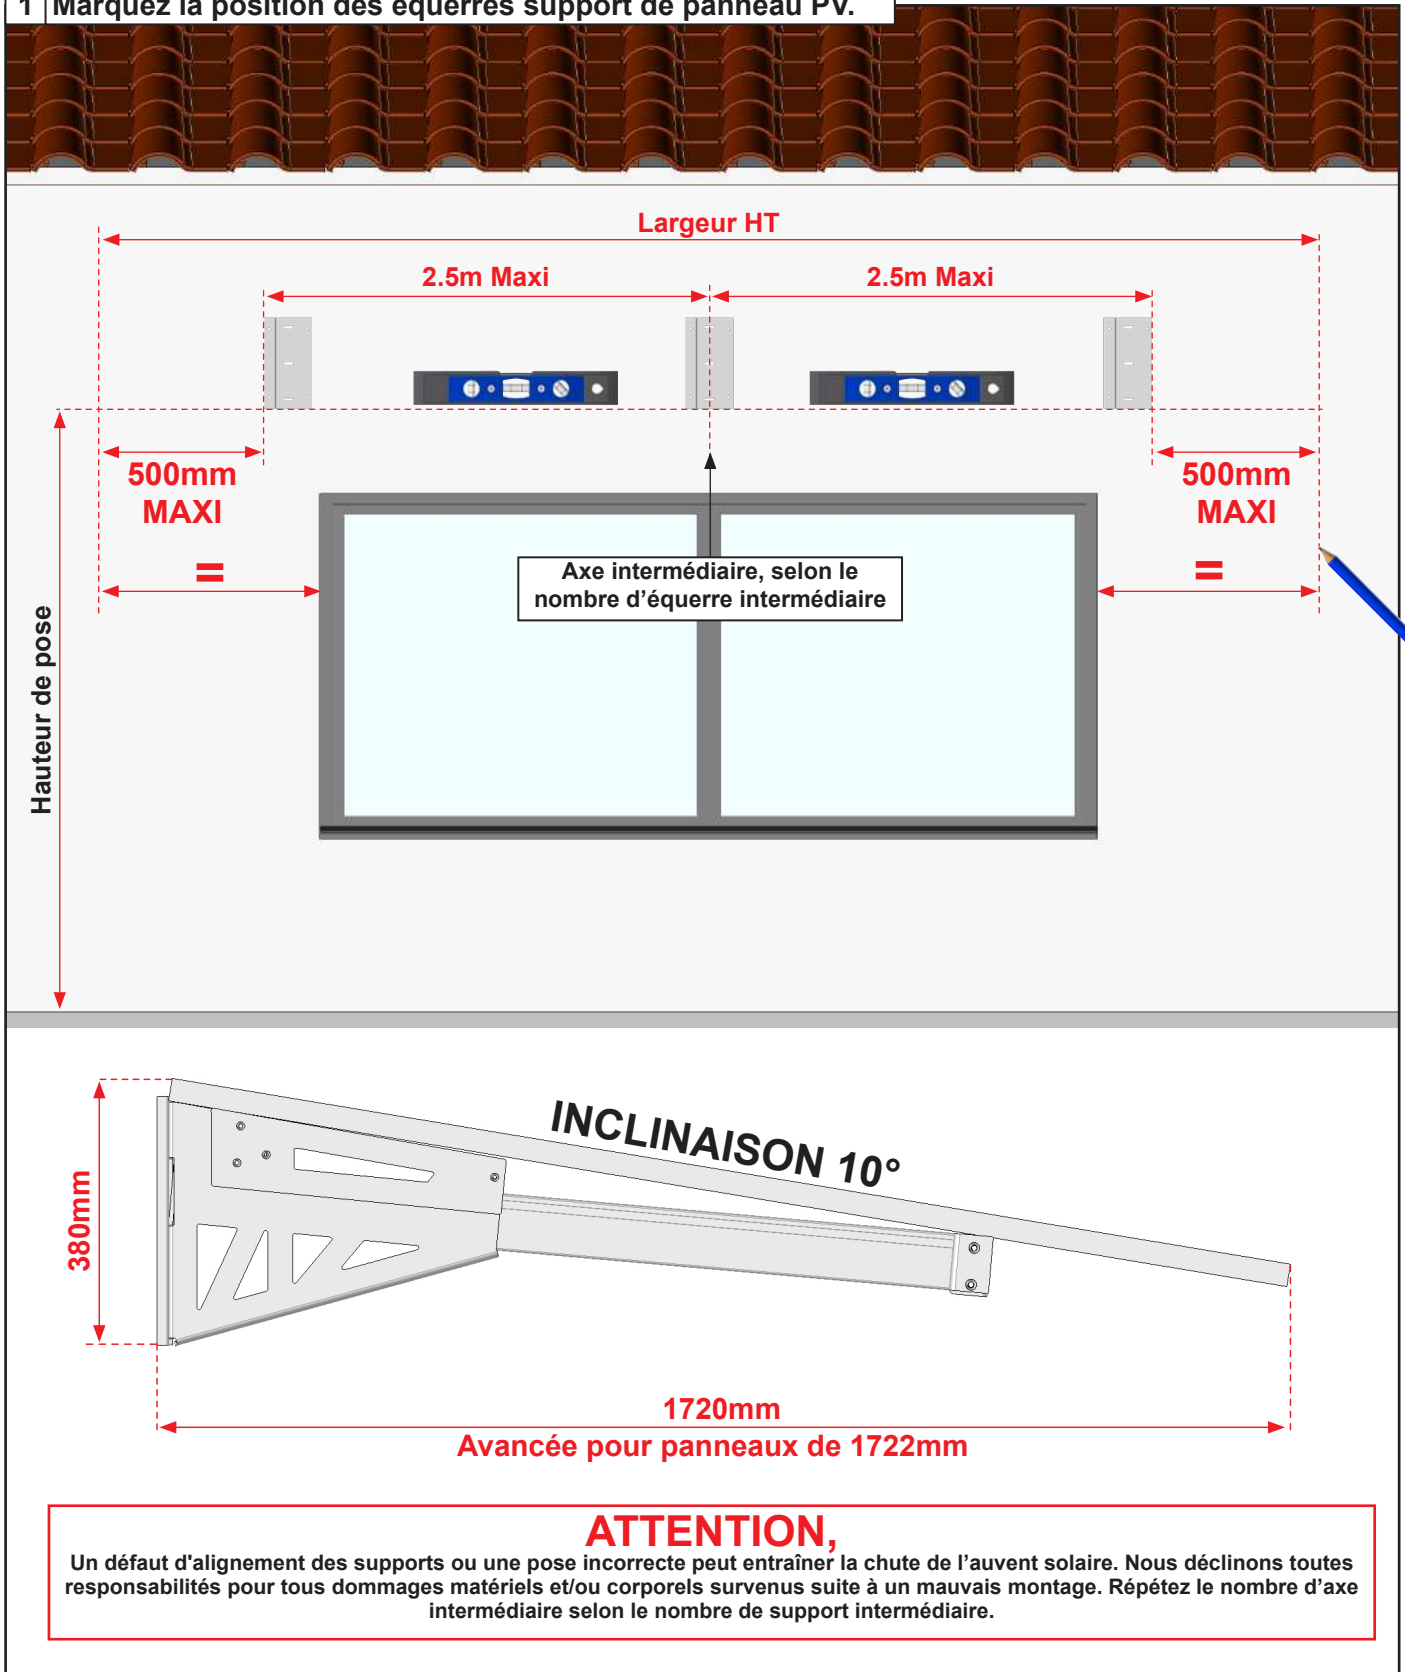 1 Marquez la position des équerres support de panneau PV.
Largeur HT
2.5m Maxi
2.5m Maxi
500mm
MAXI
500mm
MAXI
=
=
Axe intermédiaire, selon le
nombre d’équerre intermédiaire
Hauteur de pose
INCLINAISON 10°
380mm
1720mm
Avancée pour panneaux de 1722mm
ATTENTION,
Un défaut d'alignement des supports ou une pose incorrecte peut entraîner la chute de l’auvent solaire. Nous déclinons toutes
responsabilités pour tous dommages matériels et/ou corporels survenus suite à un mauvais montage. Répétez le nombre d’axe
intermédiaire selon le nombre de support intermédiaire.